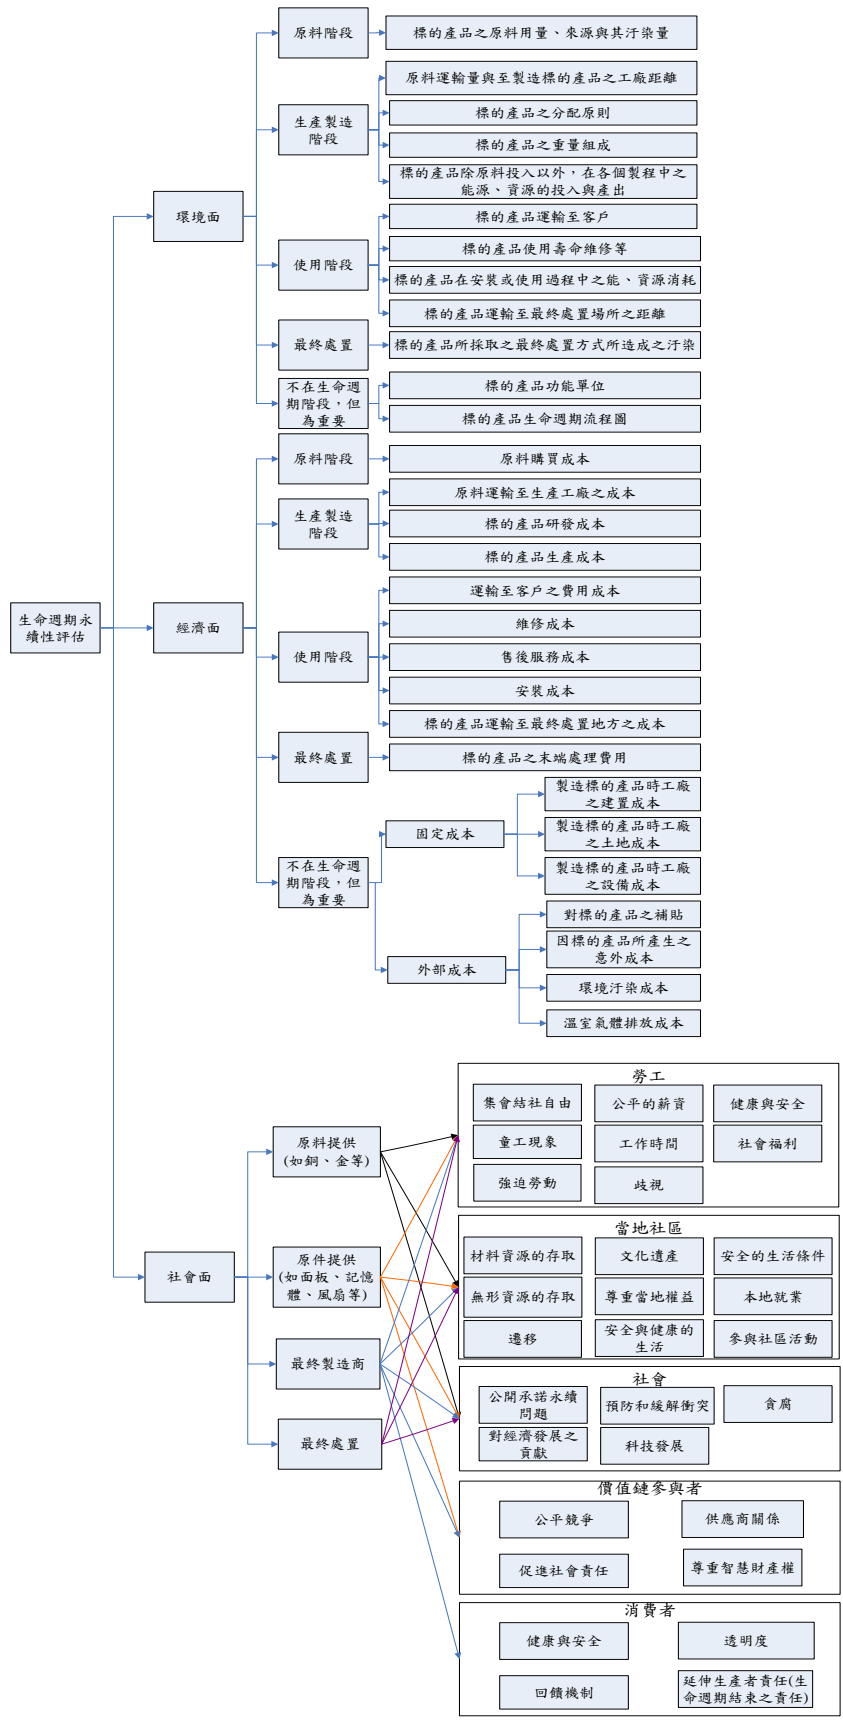 生命週期永
續性評估
環境面
原料階段
標的產品之原料用量、來源與其汙染量
生產製造
階段
原料運輸量與至製造標的產品之工廠距離
標的產品之分配原則
標的產品之重量組成
標的產品除原料投入以外，在各個製程中之
能源、資源的投入與產出
使用階段
標的產品運輸至客戶
標的產品使用壽命維修等
標的產品在安裝或使用過程中之能、資源消耗
標的產品運輸至最終處置場所之距離
最終處置
標的產品所採取之最終處置方式所造成之汙染
不在生命週
期階段，但
為重要
標的產品功能單位
標的產品生命週期流程圖
經濟面
原料階段
原料購買成本
生產製造
階段
原料運輸至生產工廠之成本
標的產品研發成本
標的產品生產成本
使用階段
運輸至客戶之費用成本
維修成本
售後服務成本
安裝成本
標的產品運輸至最終處置地方之成本
最終處置
標的產品之末端處理費用
不在生命週
期階段，但
為重要
固定成本
製造標的產品時工廠
之建置成本
製造標的產品時工廠
之土地成本
製造標的產品時工廠
之設備成本
外部成本
對標的產品之補貼
因標的產品所產生之
意外成本
環境汙染成本
溫室氣體排放成本
社會面
原料提供
(如銅、金等)
原件提供
(如面板、記憶
體、風扇等)
最終製造商
最終處置
勞工
集會結社自由
公平的薪資
健康與安全
童工現象
工作時間
社會福利
強迫勞動
歧視
當地社區
材料資源的存取
文化遺產
安全的生活條件
無形資源的存取
尊重當地權益
本地就業
遷移
安全與健康的
生活
參與社區活動
社會
公開承諾永續
問題
預防和緩解衝突
貪腐
對經濟發展之
貢獻
科技發展
價值鏈參與者
公平競爭
供應商關係
促進社會責任
尊重智慧財產權
消費者
健康與安全
透明度
回饋機制
延伸生產者責任(生
命週期結束之責任)